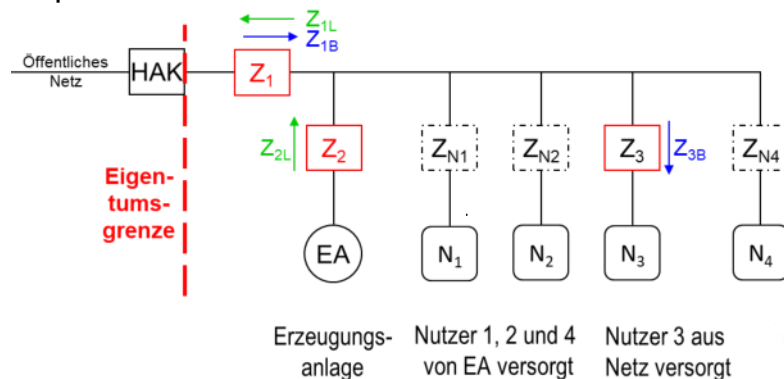 Z1L
Z1B
Öffentliches
Netz
HAK
Z1
Z2L
Z2
ZN1
ZN2
Z3
Z3B
ZN4
Eigen-
tums-
grenze
EA
N1
N2
N3
N4
Erzeugungs-
anlage
Nutzer 1, 2 und 4
von EA versorgt
Nutzer 3 aus
Netz versorgt